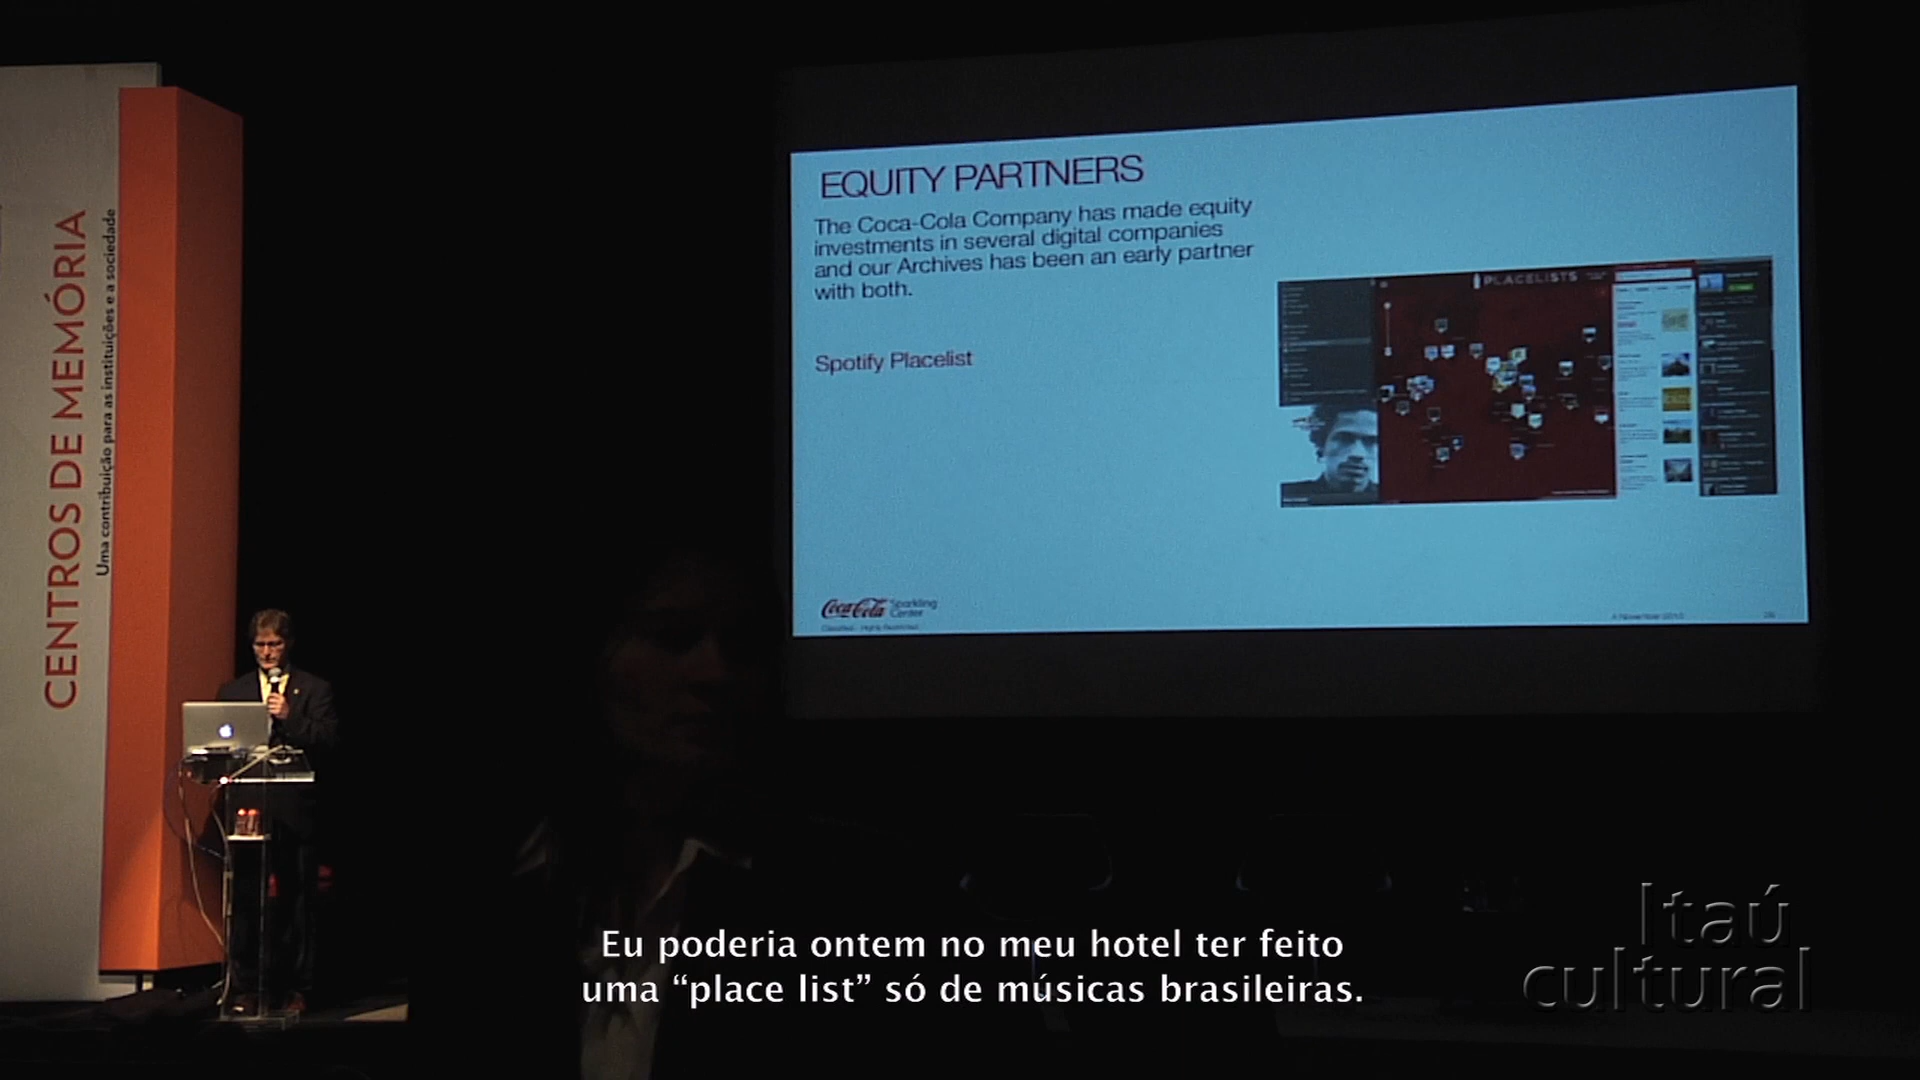 CENTROS DE MEMÓRIA
Uma contribuição para as instituições e a sociedade
EQUITY PARTNERS
The Coca-Cola Company has made equity
investments in several digital companies
and our Archives has been an early partner
with both.
Spotify Placelist
PLACELISTS
Coca-Cola Sparkling
Center
Eu poderia ontem no meu hotel ter feito
uma “place list” só de músicas brasileiras.
Itaú
cultural